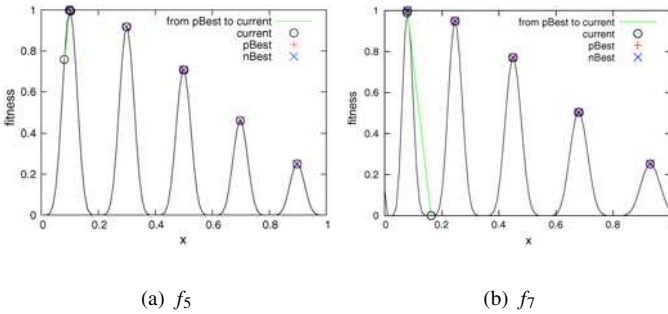 1
0.8
0.6
0.4
0.2
0
fitness
0 0.2 0.4 0.6 0.8 1
x
from pBest to current
current
pBest
nBest
(a) f5
1
0.8
0.6
0.4
0.2
0
fitness
0.0 0.2 0.4 0.6 0.8 1.
x
from pBest to current
current
pBest
nBest
(b) f7